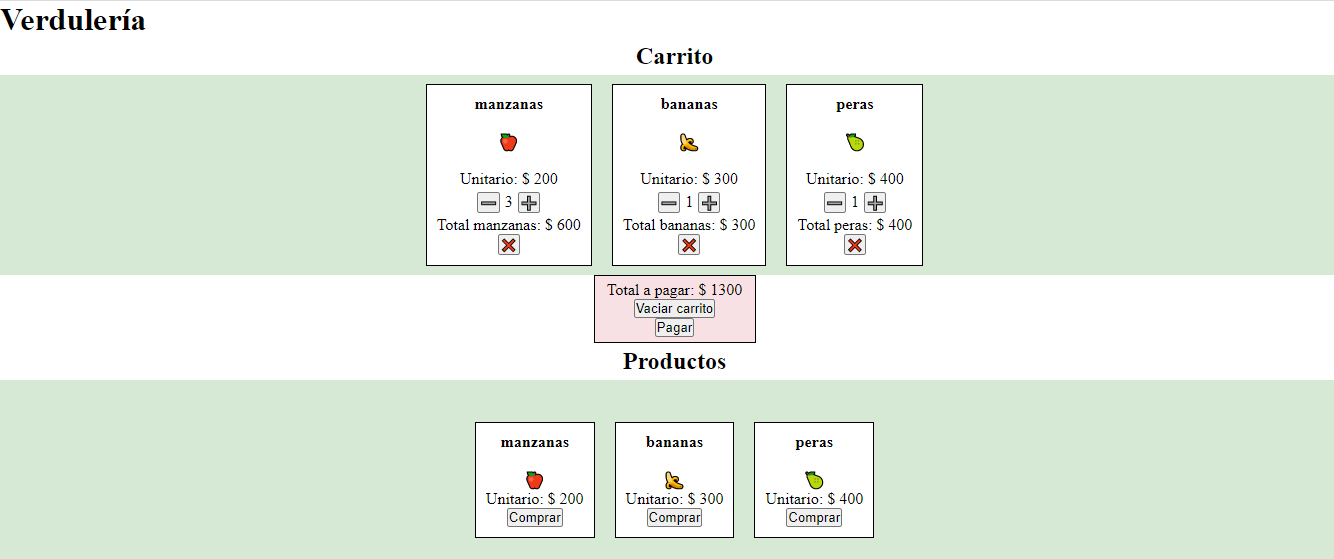 Verdulería
Carrito
manzanas
Unitario: $ 200
3
Total manzanas: $ 600
bananas
Unitario: $ 300
1
Total bananas: $ 300
peras
Unitario: $ 400
1
Total peras: $ 400
Total a pagar: $ 1300
Vaciar carrito
Pagar
Productos
manzanas
Unitario: $ 200
Comprar
bananas
Unitario: $ 300
Comprar
peras
Unitario: $ 400
Comprar